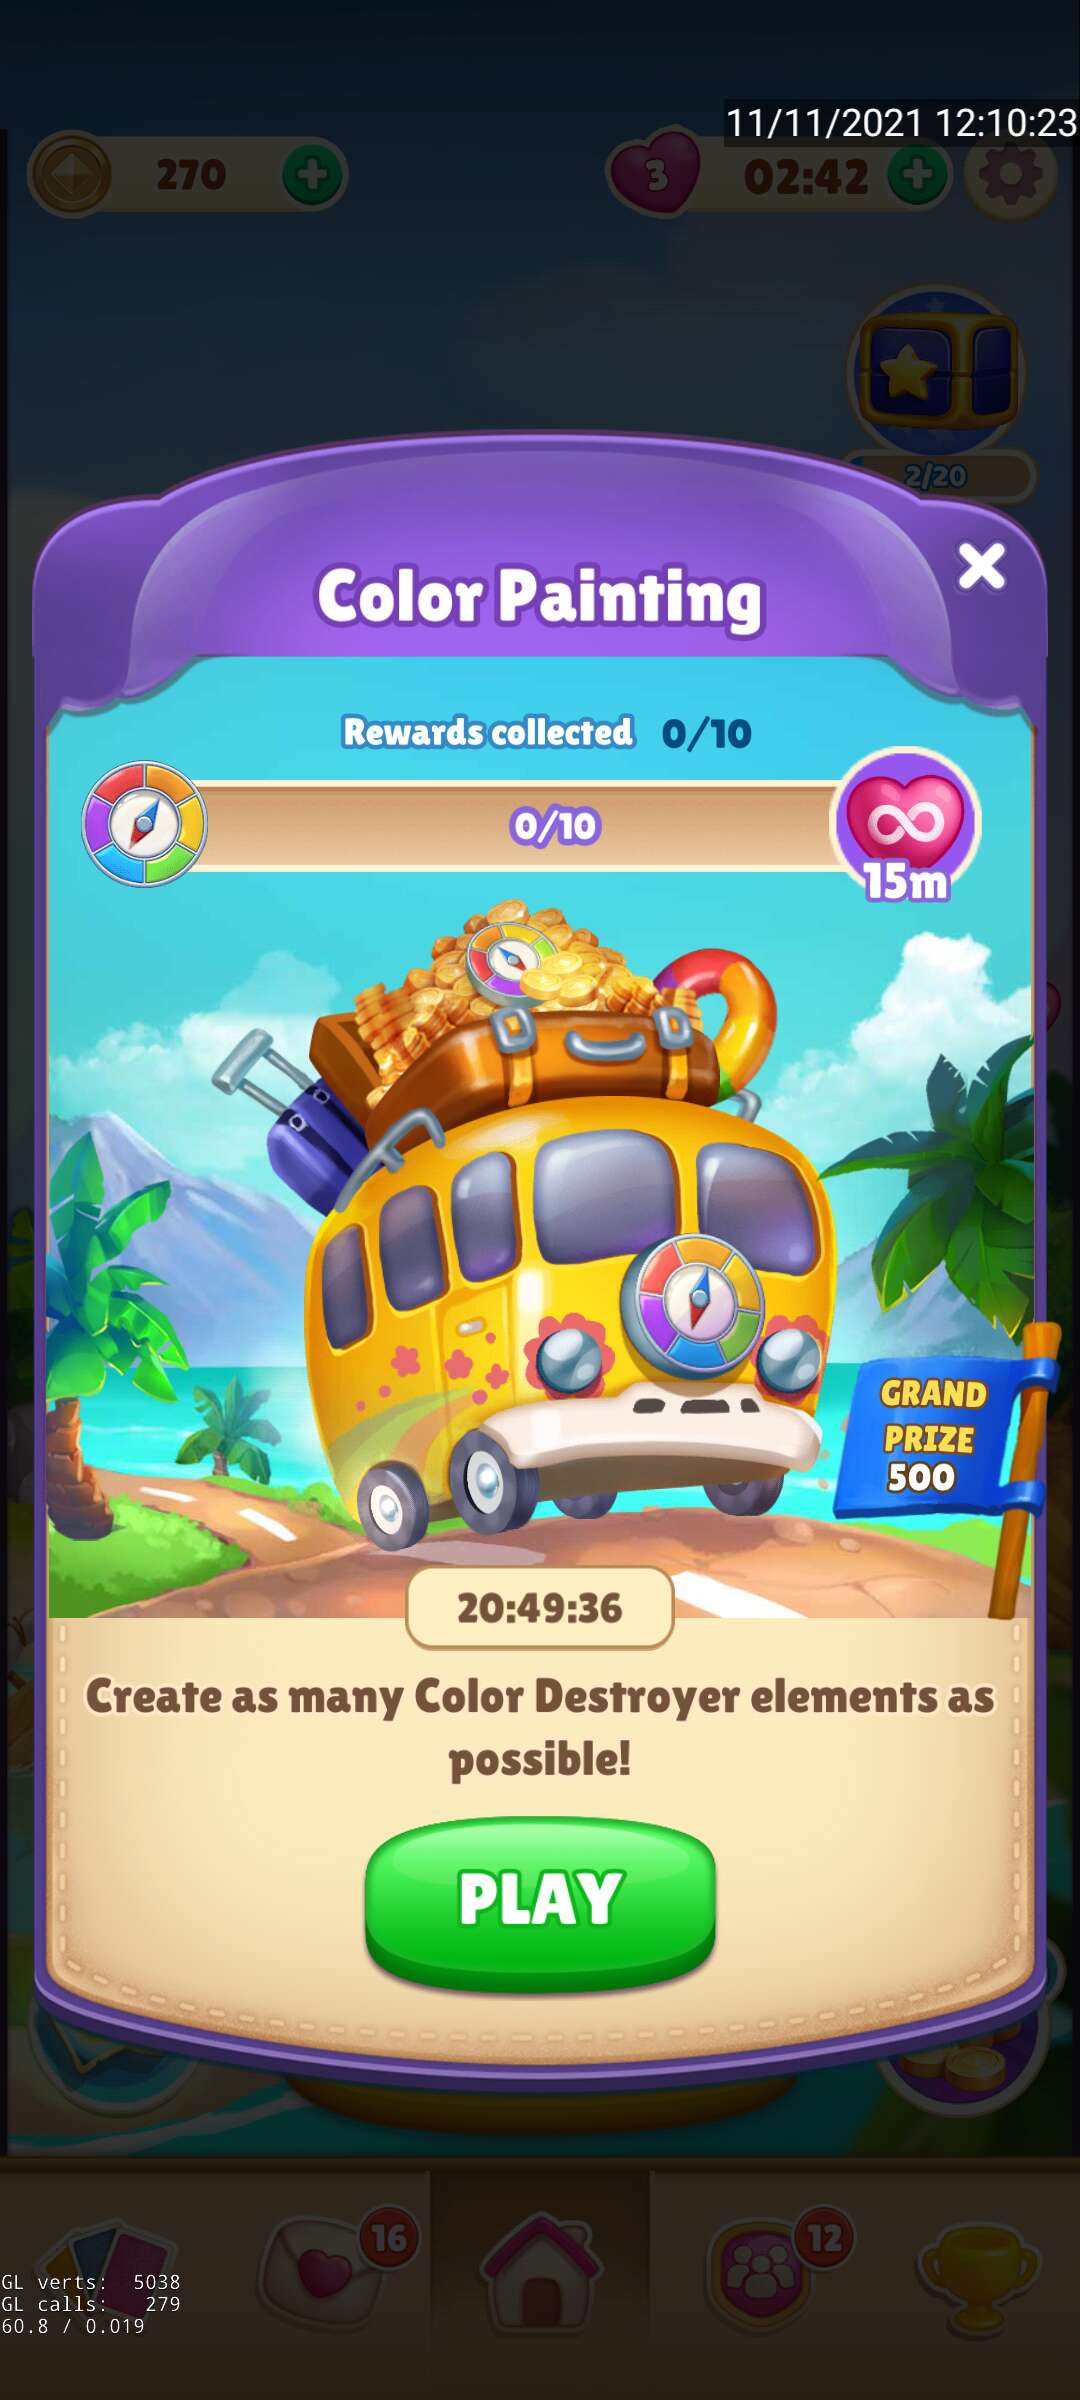 11/11/2021 12:10:23
270
3
02:42
2/20
Color Painting
Rewards collected 0/10
0/10
15m
GRAND
PRIZE
500
20:49:36
Create as many Color Destroyer elements as
possible!
PLAY
16
12
GL verts: 5038
GL calls: 279
60.8 / 0.019